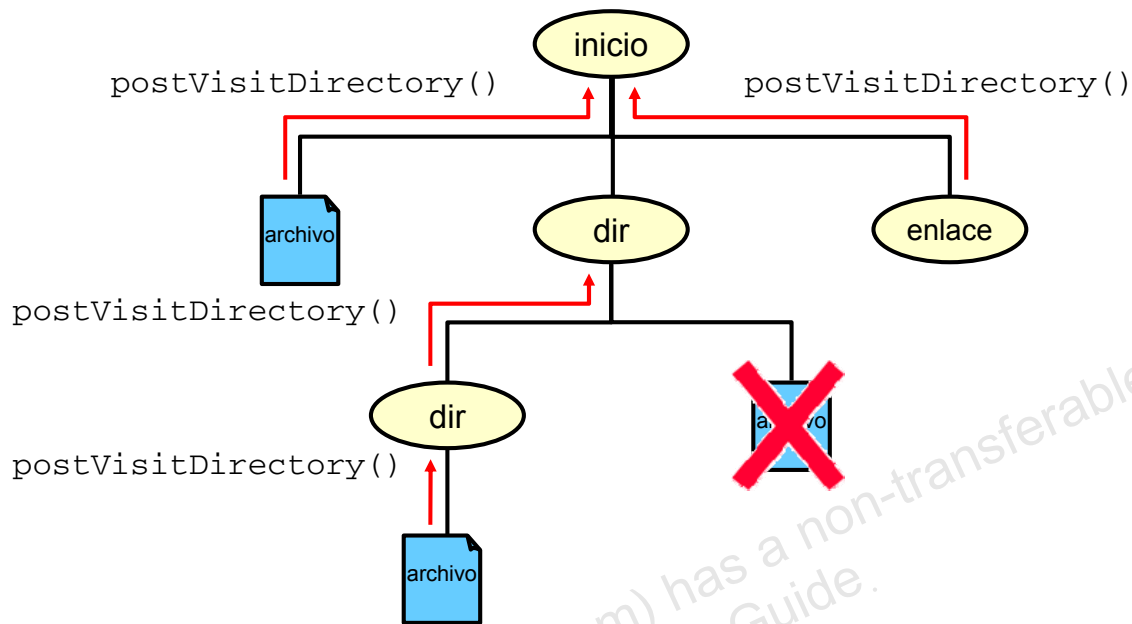 inicio
postVisitDirectory()
postVisitDirectory()
archivo
dir
enlace
postVisitDirectory()
dir
postVisitDirectory()
archivo
m) has a non-transferable
Guide.